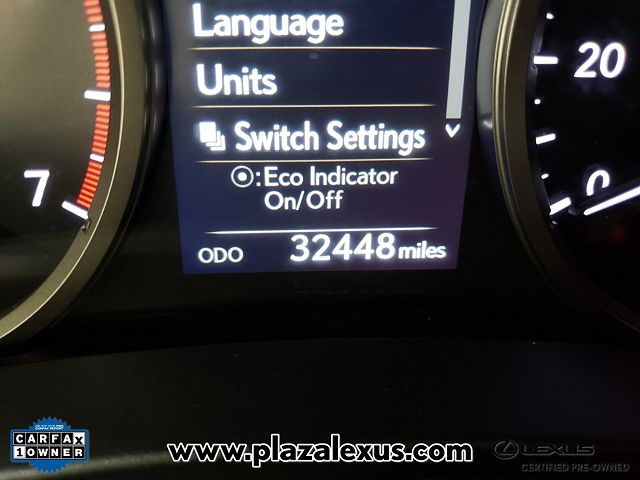 Language
Units
Switch Settings
: Eco Indicator
On/Off
ODO 32448 miles
7
20
0
CARFAX
1 OWNER
www.plazalexus.com
LEXUS
CERTIFIED PRE-OWNED